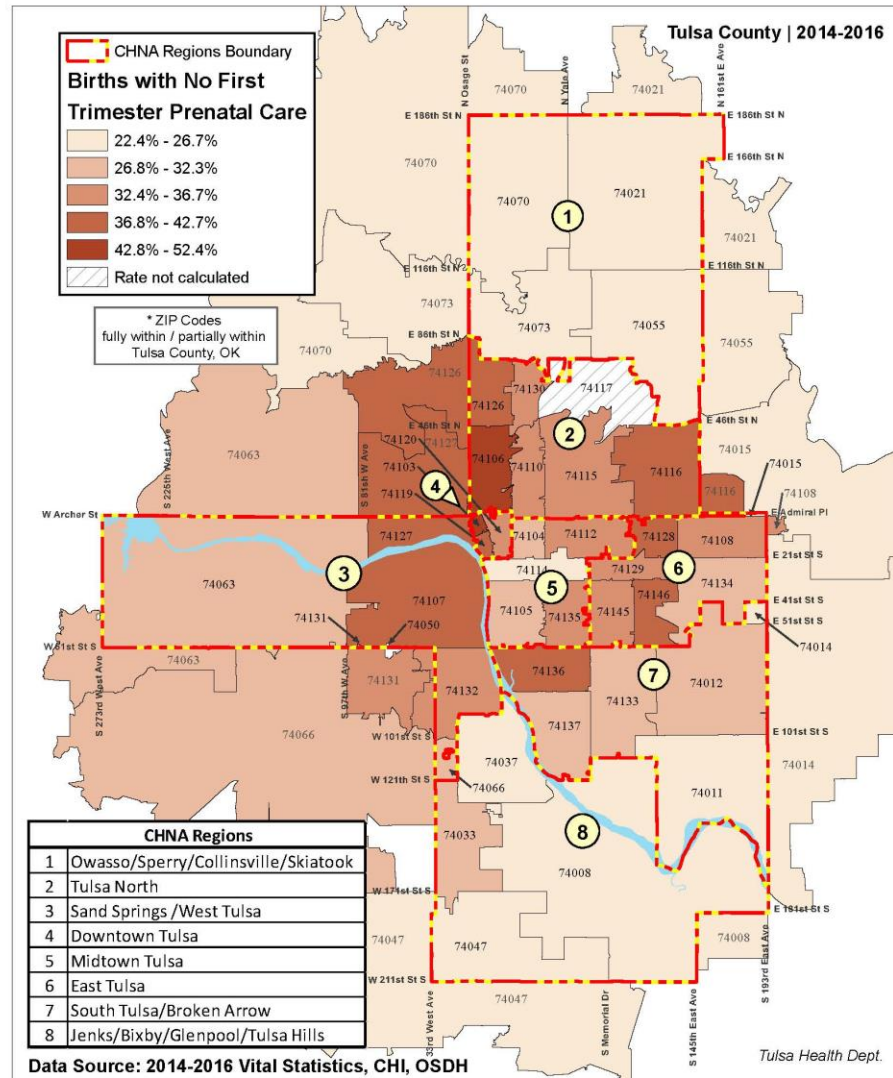 Tulsa County | 2014-2016
CHNA Regions Boundary
Births with No First
Trimester Prenatal Care
22.4% - 26.7%
26.8% - 32.3%
32.4% - 36.7%
36.8% - 42.7%
42.8% - 52.4%
Rate not calculated
* ZIP Codes
fully within / partially within
Tulsa County, OK
N Osage St
N Yale Ave
N 161st E Ave
74070
74021
E 186th St N
E 186th St N
E 166th St N
74070
74070
74021
1
74021
E 116th St N
E 116th St N
74073
74073
74055
74055
E 86th St N
74070
74126
74126
74130
74117
E 46th St N
E 46th St N
74120
74127
74103
74119
74106
74110
74115
74116
74116
2
4
74015
74015
74108
74063
S 225th West Ave
S 81st W Ave
W Archer St
E Admiral Pl
74127
74104
74112
74128
74108
E 21st St S
74063
3
74114
74129
6
74134
5
74107
74105
74135
74145
74146
E 41st St S
E 51st St S
74131
74050
74014
W 61st St S
74063
74131
74132
74136
7
74133
74012
S 273rd West Ave
S 97th W Ave
74066
W 101st St S
74137
E 101st St S
74037
74014
W 121th St S
74066
74011
74033
8
74008
W 171st St S
E 181st St S
74047
74047
74008
W 211st St S
74047
33rd West Ave
S Memorial Dr
S 145th East Ave
S 193rd East Ave
CHNA Regions
1 Owasso/Sperry/Collinsville/Skiatook
2 Tulsa North
3 Sand Springs /West Tulsa
4 Downtown Tulsa
5 Midtown Tulsa
6 East Tulsa
7 South Tulsa/Broken Arrow
8 Jenks/Bixby/Glenpool/Tulsa Hills
Data Source: 2014-2016 Vital Statistics, CHI, OSDH
Tulsa Health Dept.